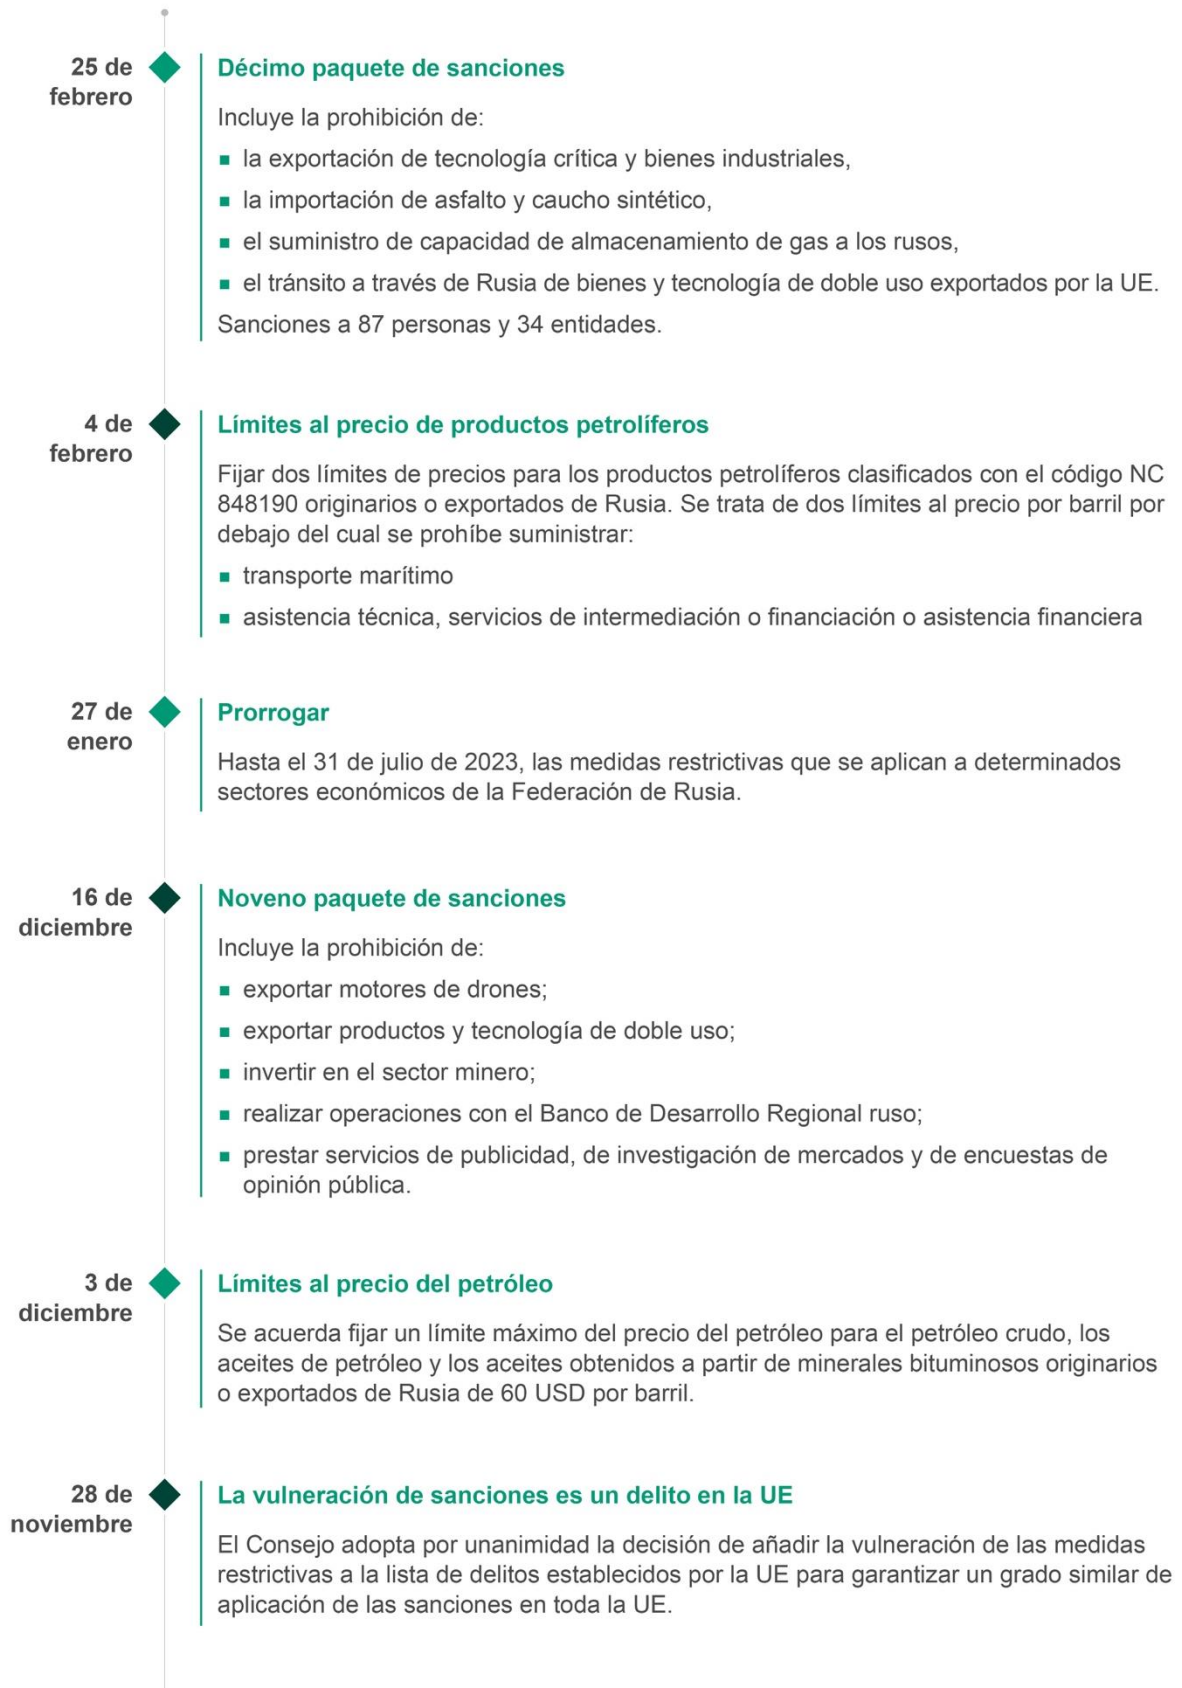 25 de
febrero
Décimo paquete de sanciones
Incluye la prohibición de:
la exportación de tecnología crítica y bienes industriales,
la importación de asfalto y caucho sintético,
el suministro de capacidad de almacenamiento de gas a los rusos,
el tránsito a través de Rusia de bienes y tecnología de doble uso exportados por la UE.
Sanciones a 87 personas y 34 entidades.
4 de
febrero
Límites al precio de productos petrolíferos
Fijar dos límites de precios para los productos petrolíferos clasificados con el código NC
848190 originarios o exportados de Rusia. Se trata de dos límites al precio por barril por
debajo del cual se prohíbe suministrar:
transporte marítimo
asistencia técnica, servicios de intermediación o financiación o asistencia financiera
27 de
enero
Prorrogar
Hasta el 31 de julio de 2023, las medidas restrictivas que se aplican a determinados
sectores económicos de la Federación de Rusia.
16 de
diciembre
Noveno paquete de sanciones
Incluye la prohibición de:
exportar motores de drones;
exportar productos y tecnología de doble uso;
invertir en el sector minero;
realizar operaciones con el Banco de Desarrollo Regional ruso;
prestar servicios de publicidad, de investigación de mercados y de encuestas de
opinión pública.
3 de
diciembre
Límites al precio del petróleo
Se acuerda fijar un límite máximo del precio del petróleo para el petróleo crudo, los
aceites de petróleo y los aceites obtenidos a partir de minerales bituminosos originarios
o exportados de Rusia de 60 USD por barril.
28 de
noviembre
La vulneración de sanciones es un delito en la UE
El Consejo adopta por unanimidad la decisión de añadir la vulneración de las medidas
restrictivas a la lista de delitos establecidos por la UE para garantizar un grado similar de
aplicación de las sanciones en toda la UE.